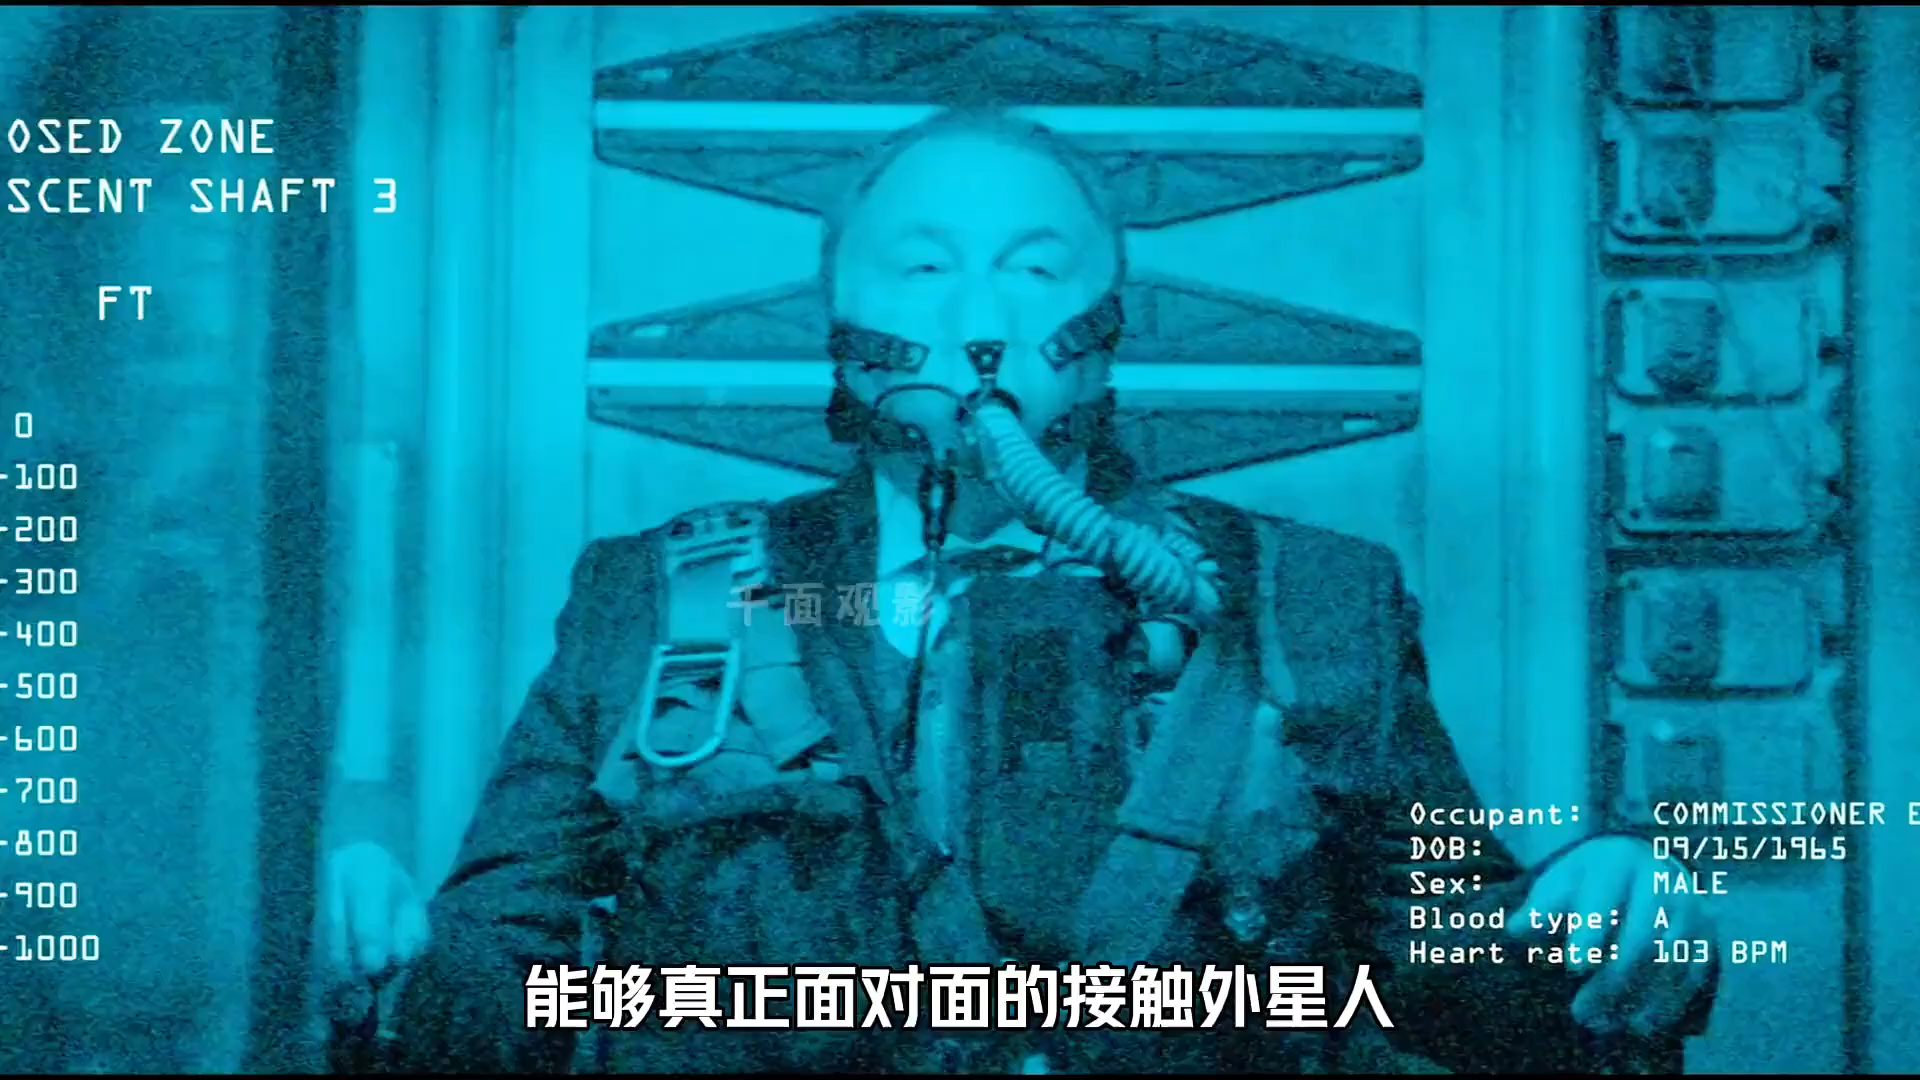 OSED ZONE
SCENT SHAFT 3
FT
0
-100
-200
-300
-400
-500
-600
-700
-800
-900
-1000
千面观影
Occupant: COMMISSIONER E
DOB: 09/15/1965
Sex: MALE
Blood type: A
Heart rate: 103 BPM
能够真正面对面的接触外星人